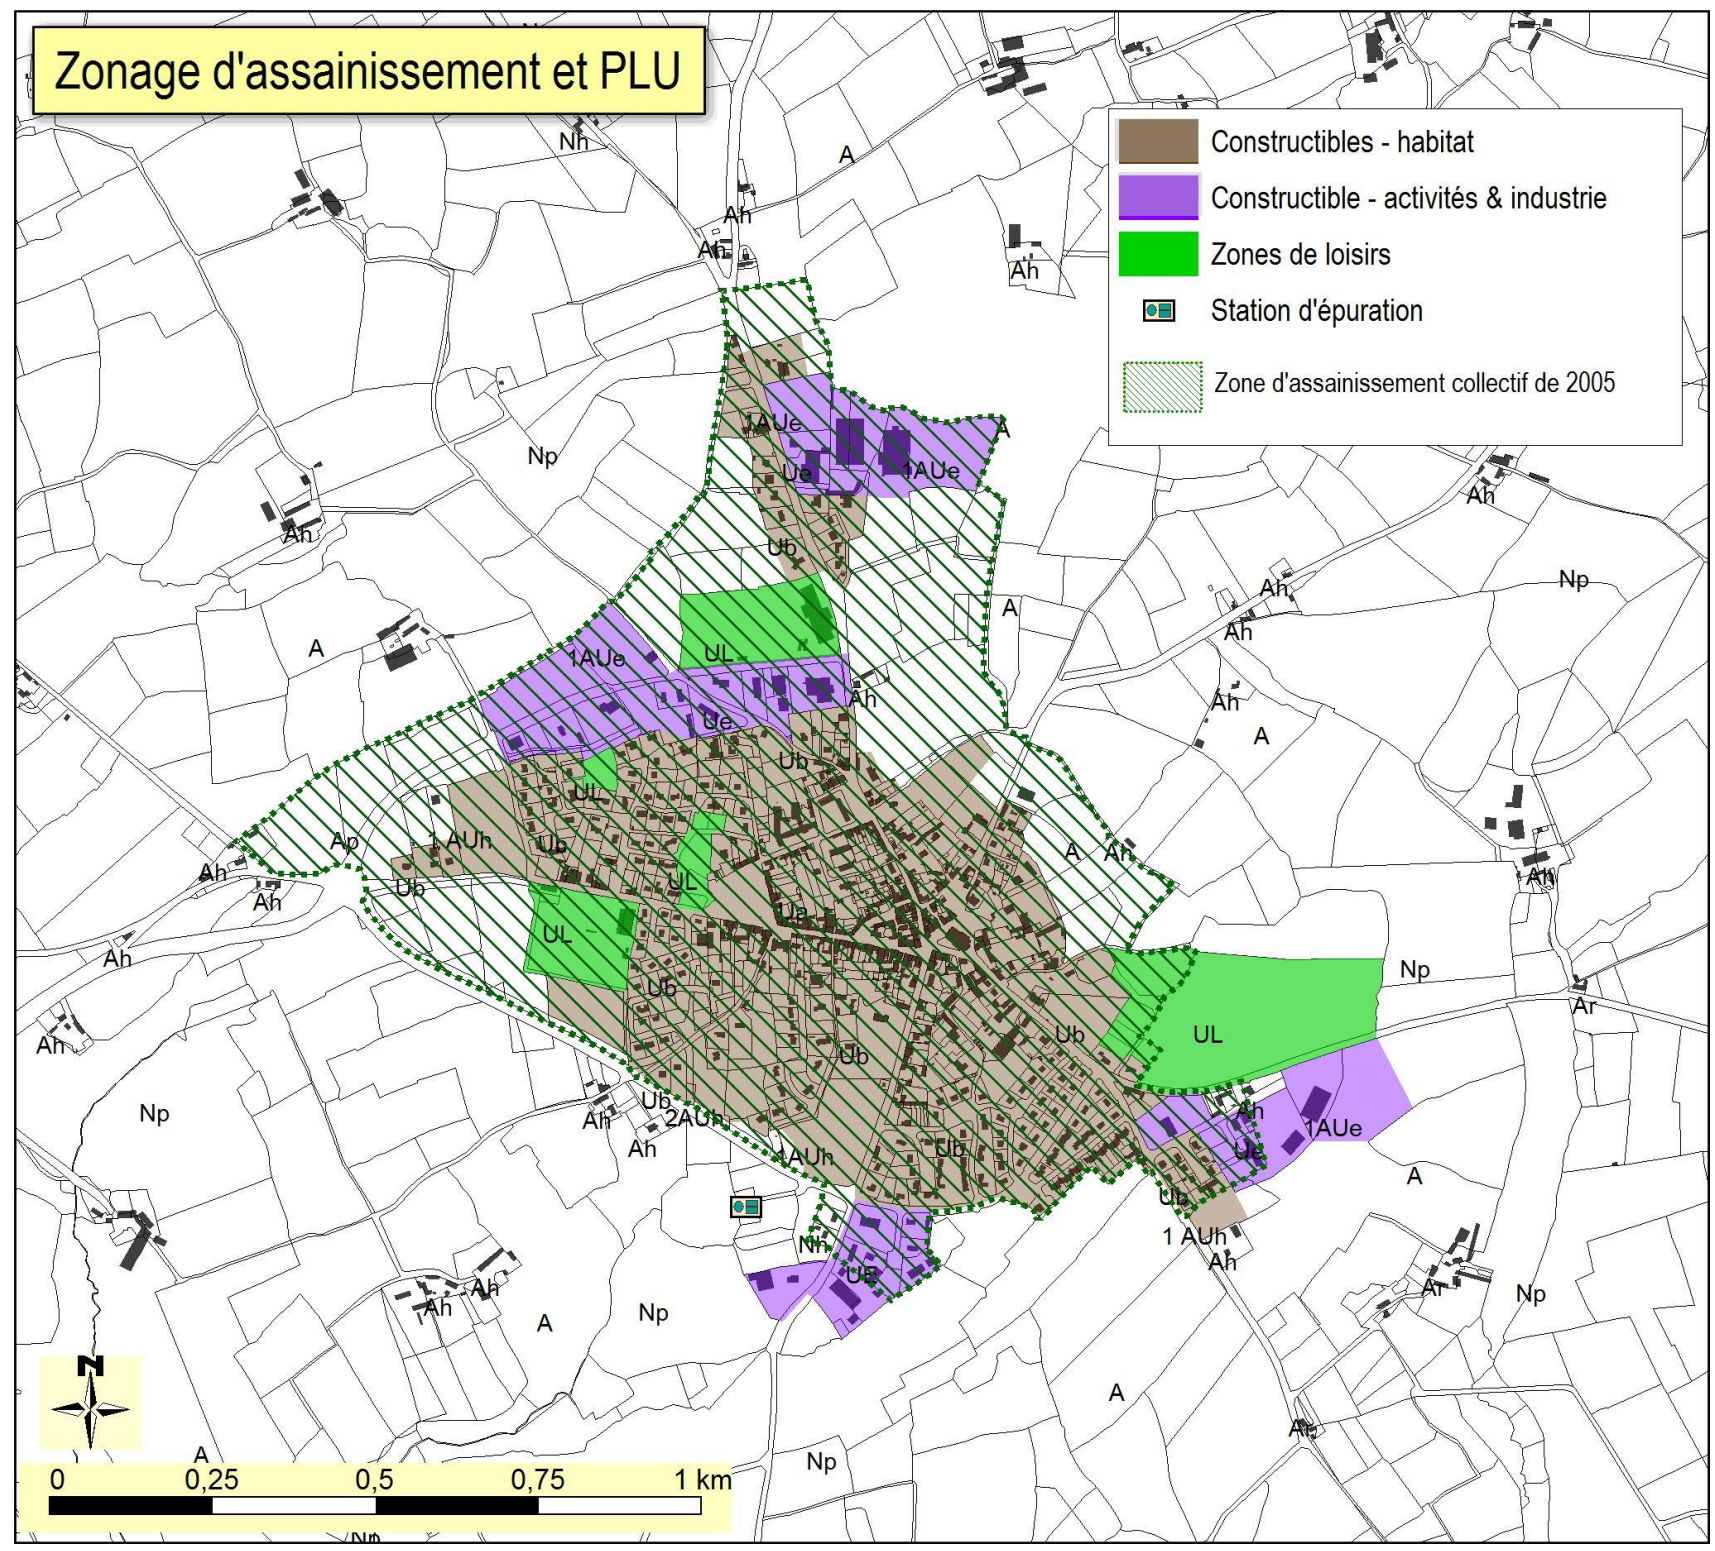 Zonage d'assainissement et PLU
Constructibles - habitat
Constructible - activités & industrie
Zones de loisirs
Station d'épuration
Zone d'assainissement collectif de 2005
Nh
A
Ah
Ah
Ah
1AUe
A
Np
Ue
1AUe
Ah
Ah
Ub
Np
Ah
A
Ah
A
1AUe
UL
Ah
Ah
Ue
A
Ub
UL
Ap
1 AUh
Ub
A
Ah
Ah
Ub
UL
Ah
Ah
Ua
UL
Ah
Np
Ub
Ar
Ub
UL
Ah
Ub
Np
Ub
2AUh
Ah
Ah
1AUe
Ah
1AUh
Ub
Ue
A
Ub
1 AUh
Nh
Ah
UE
Ah
Ah
Ar
Np
Np
A
A
N
A
Np
Ar
0 0,25 0,5 0,75 1 km
Np